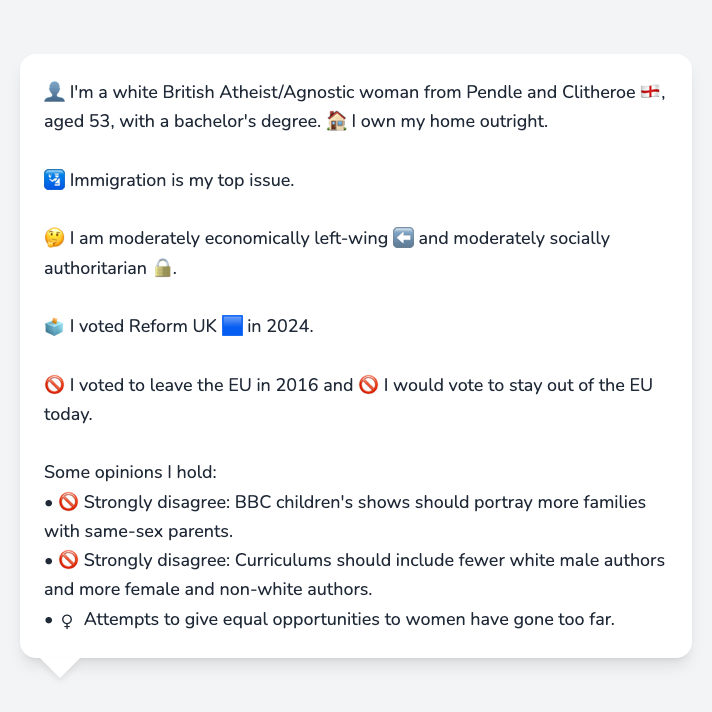 👤 I'm a white British Atheist/Agnostic woman from Pendle and Clitheroe 🏴󠁧󠁢󠁥󠁮󠁧󠁿,
aged 53, with a bachelor's degree. 🏠 I own my home outright.
🛂 Immigration is my top issue.
🤔 I am moderately economically left-wing ⬅️ and moderately socially
authoritarian 🔒.
🗳️ I voted Reform UK 🟦 in 2024.
🚫 I voted to leave the EU in 2016 and 🚫 I would vote to stay out of the EU
today.
Some opinions I hold:
• 🚫 Strongly disagree: BBC children's shows should portray more families
with same-sex parents.
• 🚫 Strongly disagree: Curriculums should include fewer white male authors
and more female and non-white authors.
• ♀ Attempts to give equal opportunities to women have gone too far.